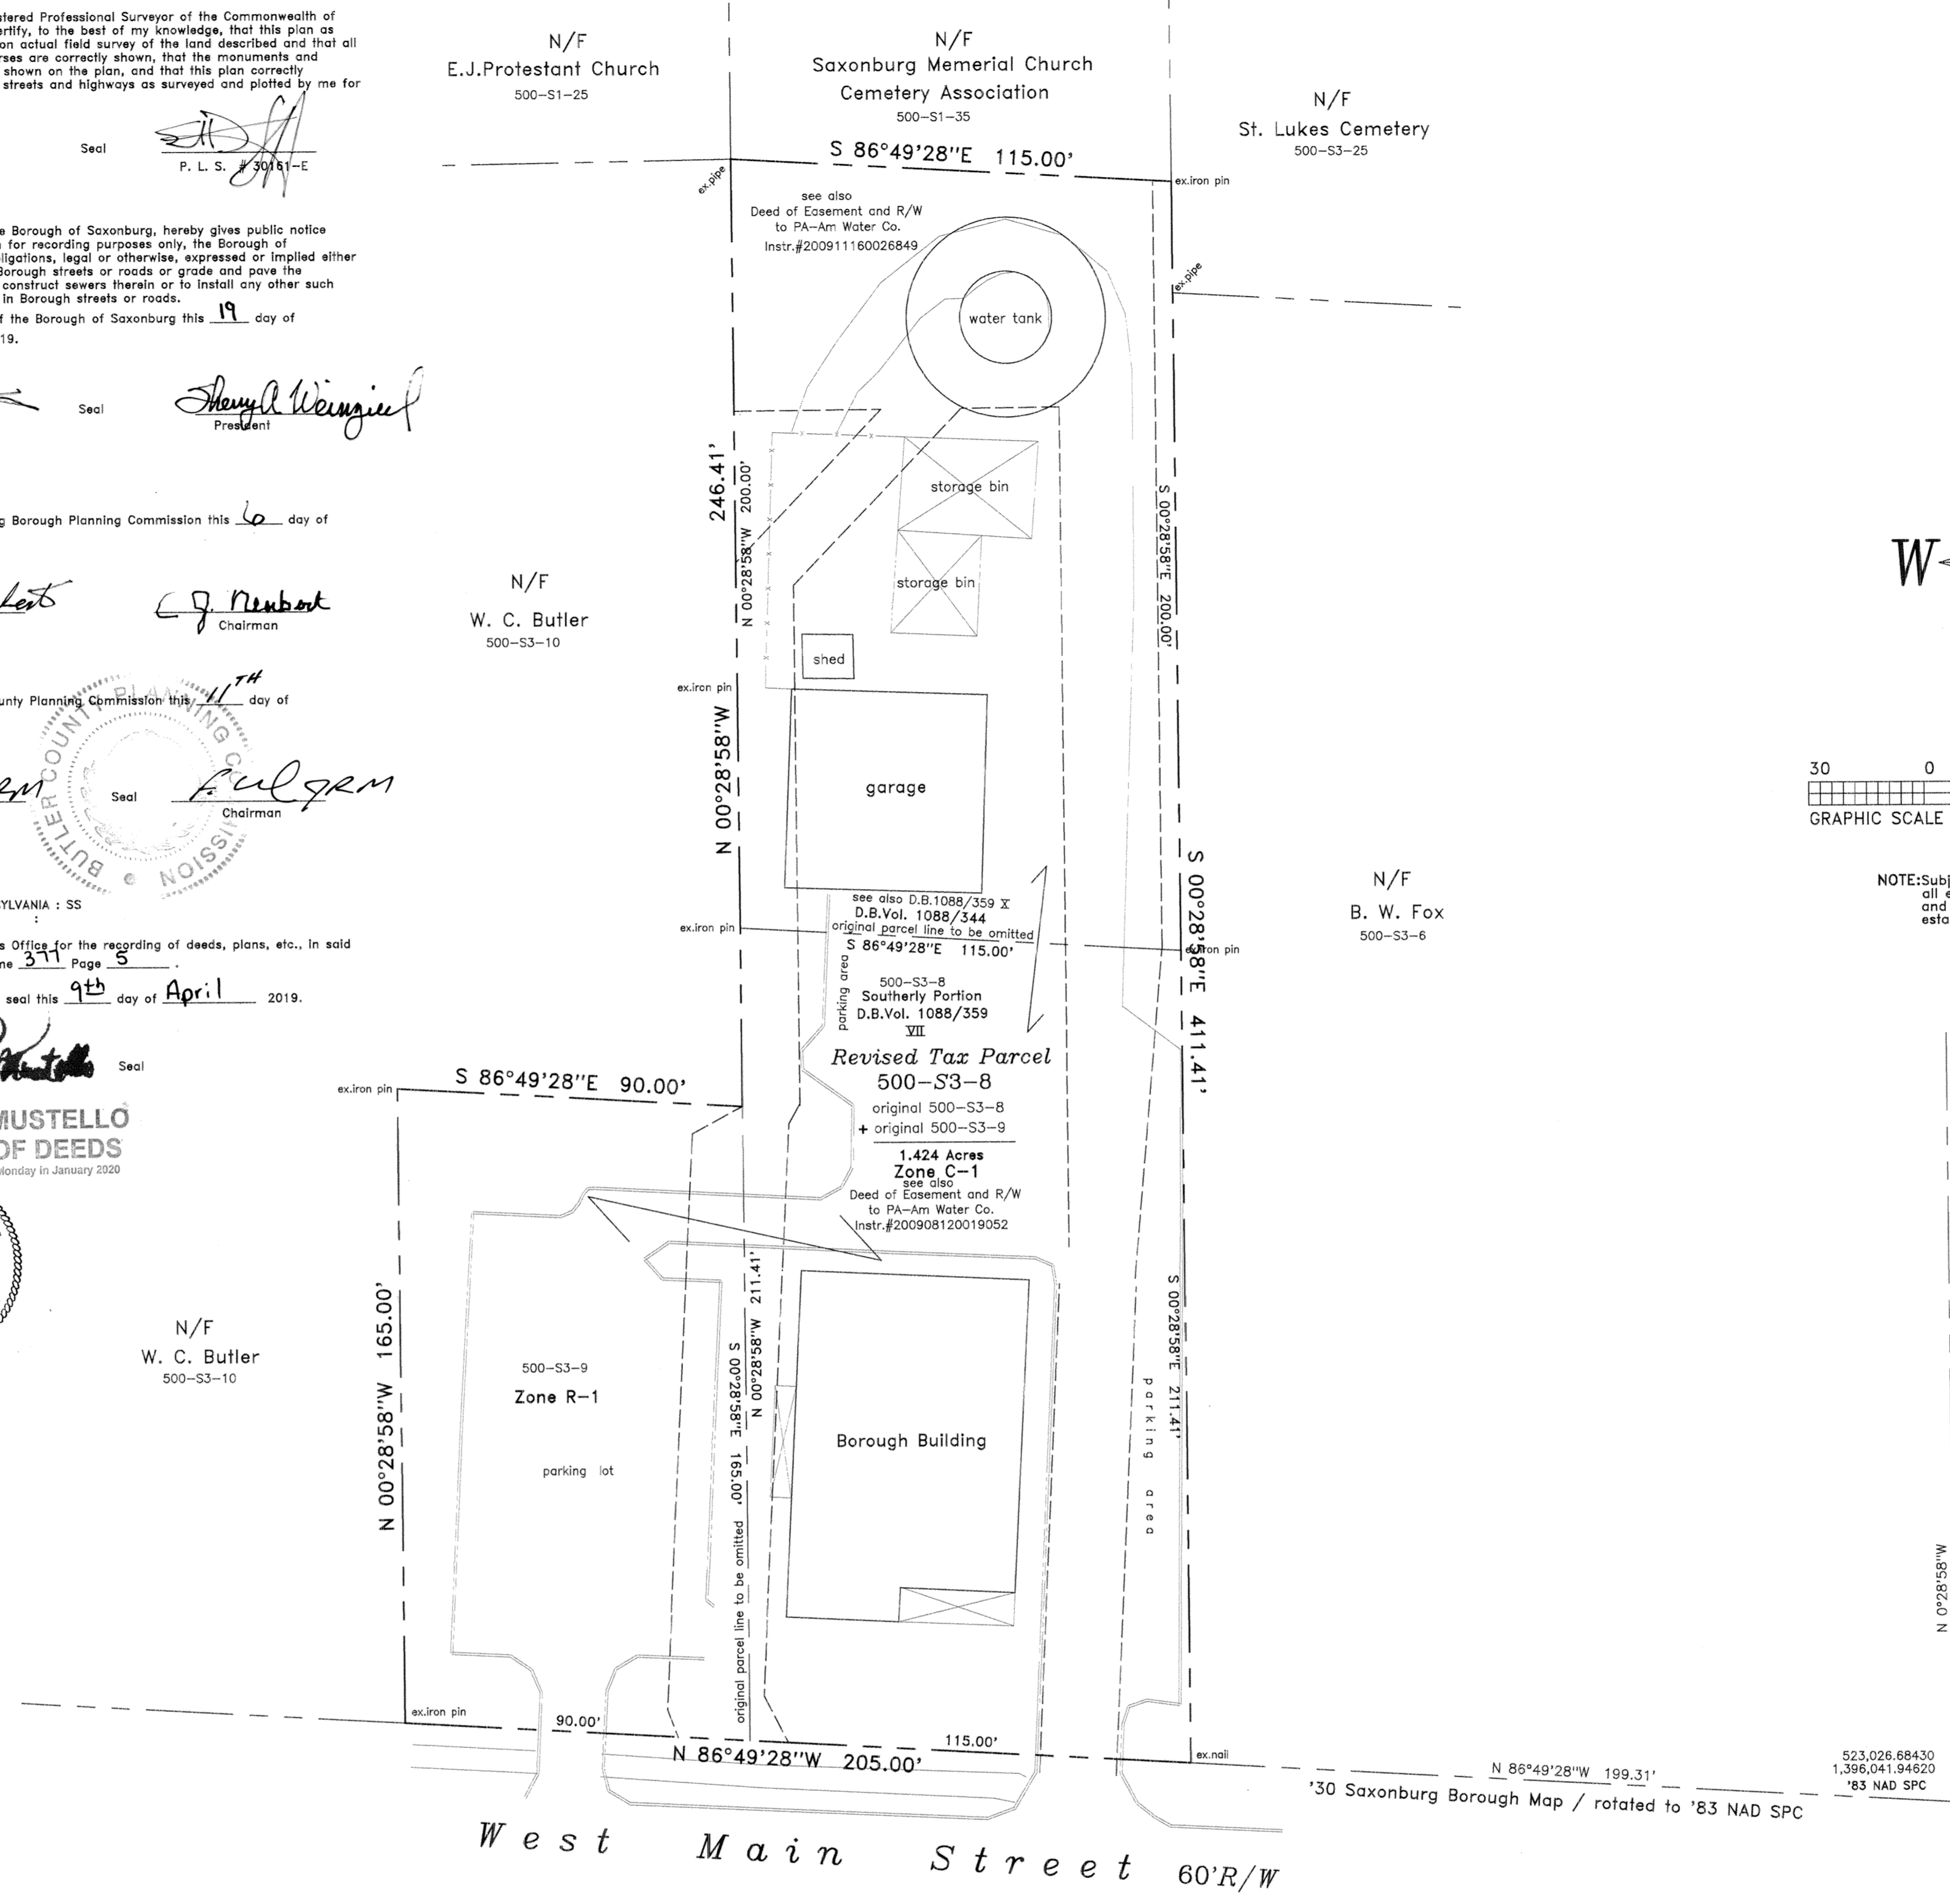 stered Professional Surveyor of the Commonwealth of
ertify, to the best of my knowledge, that this plan as
on actual field survey of the land described and that all
rses are correctly shown, that the monuments and
shown on the plan, and that this plan correctly
streets and highways as surveyed and plotted by me for
Seal
P. L. S. # 30161-E
e Borough of Saxonburg, hereby gives public notice
for recording purposes only, the Borough of
ligations, legal or otherwise, expressed or implied either
Borough streets or roads or grade and pave the
construct sewers therein or to install any other such
in Borough streets or roads.
f the Borough of Saxonburg this 19 day of
19.
Seal
Sherry A Weinzierl
President
g Borough Planning Commission this 6 day of
C J. Neubert
Chairman
unty Planning Commission this 11TH day of
BUTLER COUNTY PLANNING COMMISSION
Seal
Chairman
SYLVANIA : SS
:
s Office for the recording of deeds, plans, etc., in said
me 377 Page 5 .
seal this 9th day of April 2019.
Seal
MUSTELLO
OF DEEDS
Monday in January 2020
N/F
E.J.Protestant Church
500-S1-25
N/F
Saxonburg Memerial Church
Cemetery Association
500-S1-35
N/F
St. Lukes Cemetery
500-S3-25
S 86°49'28"E 115.00'
ex.pipe
ex.iron pin
see also
Deed of Easement and R/W
to PA-Am Water Co.
Instr.#200911160026849
ex.pipe
water tank
246.41'
N 00°28'58"W 200.00'
storage bin
storage bin
S 00°28'58"E 200.00'
N/F
W. C. Butler
500-S3-10
W
shed
ex.iron pin
N 00°28'58"W
garage
30 0
GRAPHIC SCALE
S 00°28'58"E 411.41'
N/F
B. W. Fox
500-S3-6
NOTE:Subj
all e
and
esta
see also D.B.1088/359 X
D.B.Vol. 1088/344
original parcel line to be omitted
ex.iron pin
S 86°49'28"E 115.00'
ex.iron pin
parking area
500-S3-8
Southerly Portion
D.B.Vol. 1088/359
VII
Revised Tax Parcel
500-S3-8
original 500-S3-8
+ original 500-S3-9
1.424 Acres
Zone C-1
see also
Deed of Easement and R/W
to PA-Am Water Co.
Instr.#200908120019052
ex.iron pin
S 86°49'28"E 90.00'
N 00°28'58"W 165.00'
N/F
W. C. Butler
500-S3-10
500-S3-9
Zone R-1
parking lot
S 00°28'58"E 165.00'
original parcel line to be omitted
N 00°28'58"W 211.41'
Borough Building
S 00°28'58"E 211.41'
parking area
N 0°28'58"W
ex.iron pin
90.00'
115.00'
N 86°49'28"W 205.00'
ex.nail
N 86°49'28"W 199.31'
523,026.68430
1,396,041.94620
'83 NAD SPC
'30 Saxonburg Borough Map / rotated to '83 NAD SPC
West Main Street 60'R/W